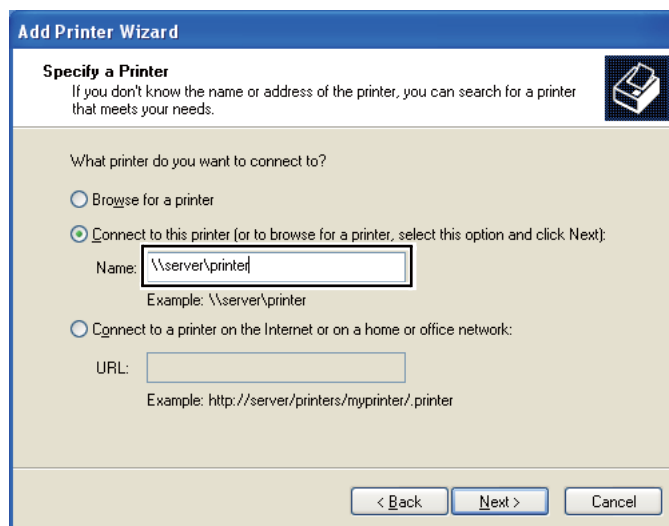 Add Printer Wizard
Specify a Printer
If you don't know the name or address of the printer, you can search for a printer
that meets your needs.
What printer do you want to connect to?
Browse for a printer
Connect to this printer (or to browse for a printer, select this option and click Next):
Name: \\server\printer
Example: \\server\printer
Connect to a printer on the Internet or on a home or office network:
URL:
Example: http://server/printers/myprinter/.printer
< Back Next > Cancel